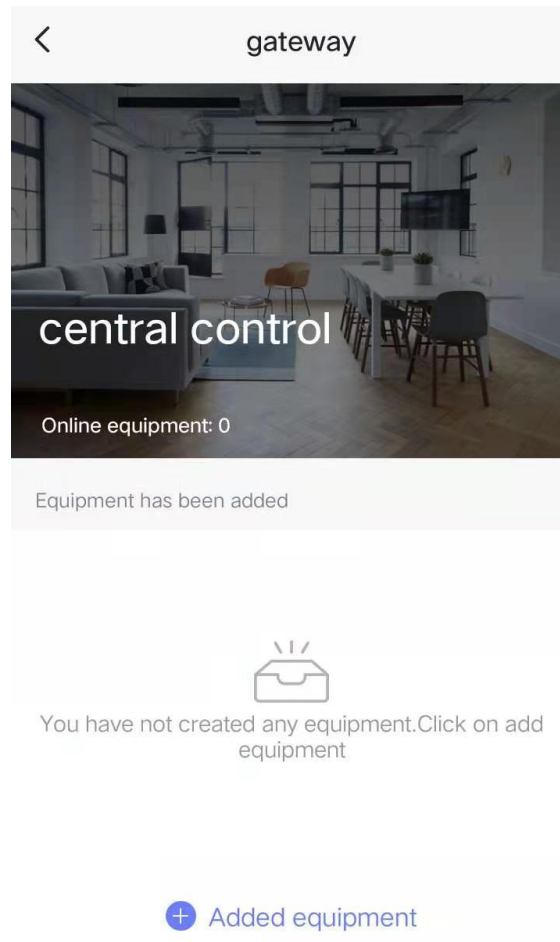 gateway
central control
Online equipment: 0
Equipment has been added
You have not created any equipment.Click on add
equipment
Added equipment